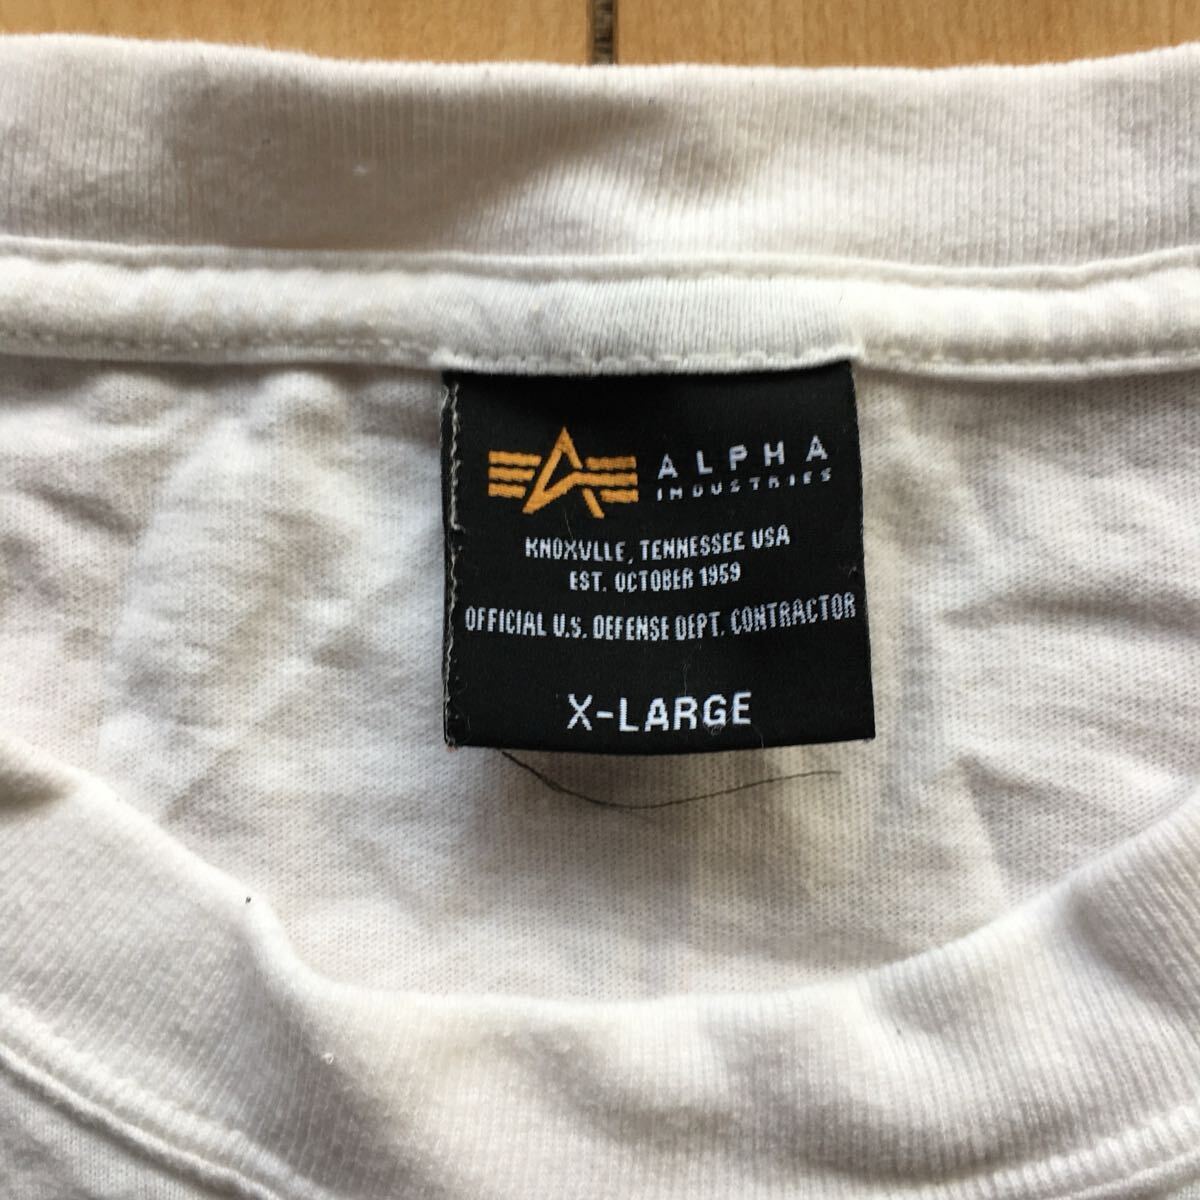 ALPHA
INDUSTRIES
KNOXVLLE, TENNESSEE USA
EST. OCTOBER 1959
OFFICIAL U.S. DEFENSE DEPT. CONTRACTOR
X-LARGE